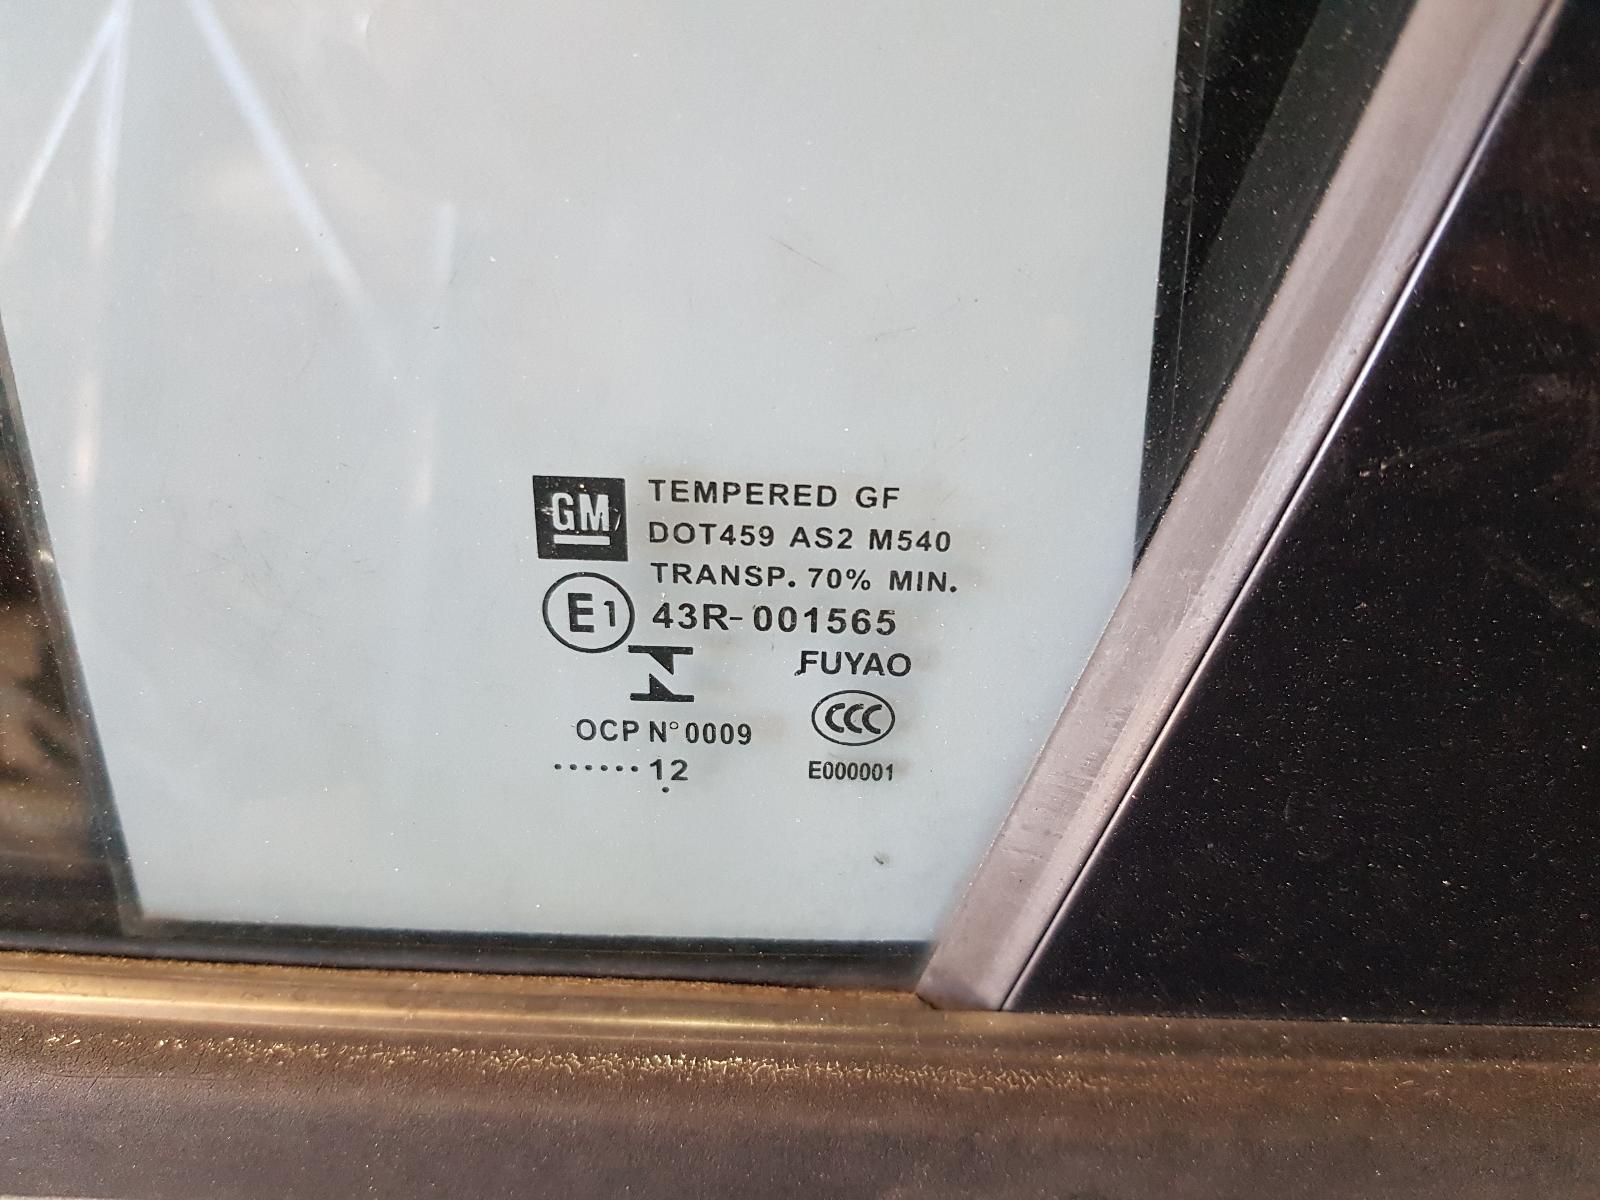 GM
TEMPERED GF
DOT459 AS2 M540
TRANSP. 70% MIN.
E1 43R-001565
FUYAO
CCC
OCP N° 0009
......12
.
E000001